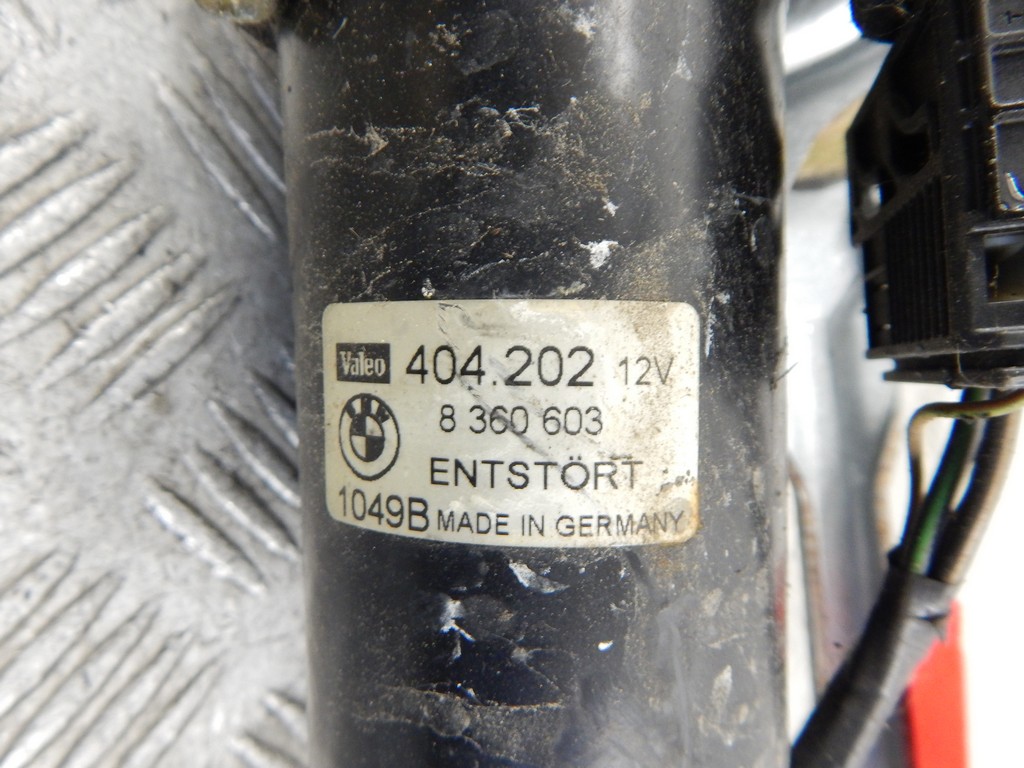 Valeo 404.202 12V
8 360 603
ENTSTÖRT
1049B MADE IN GERMANY